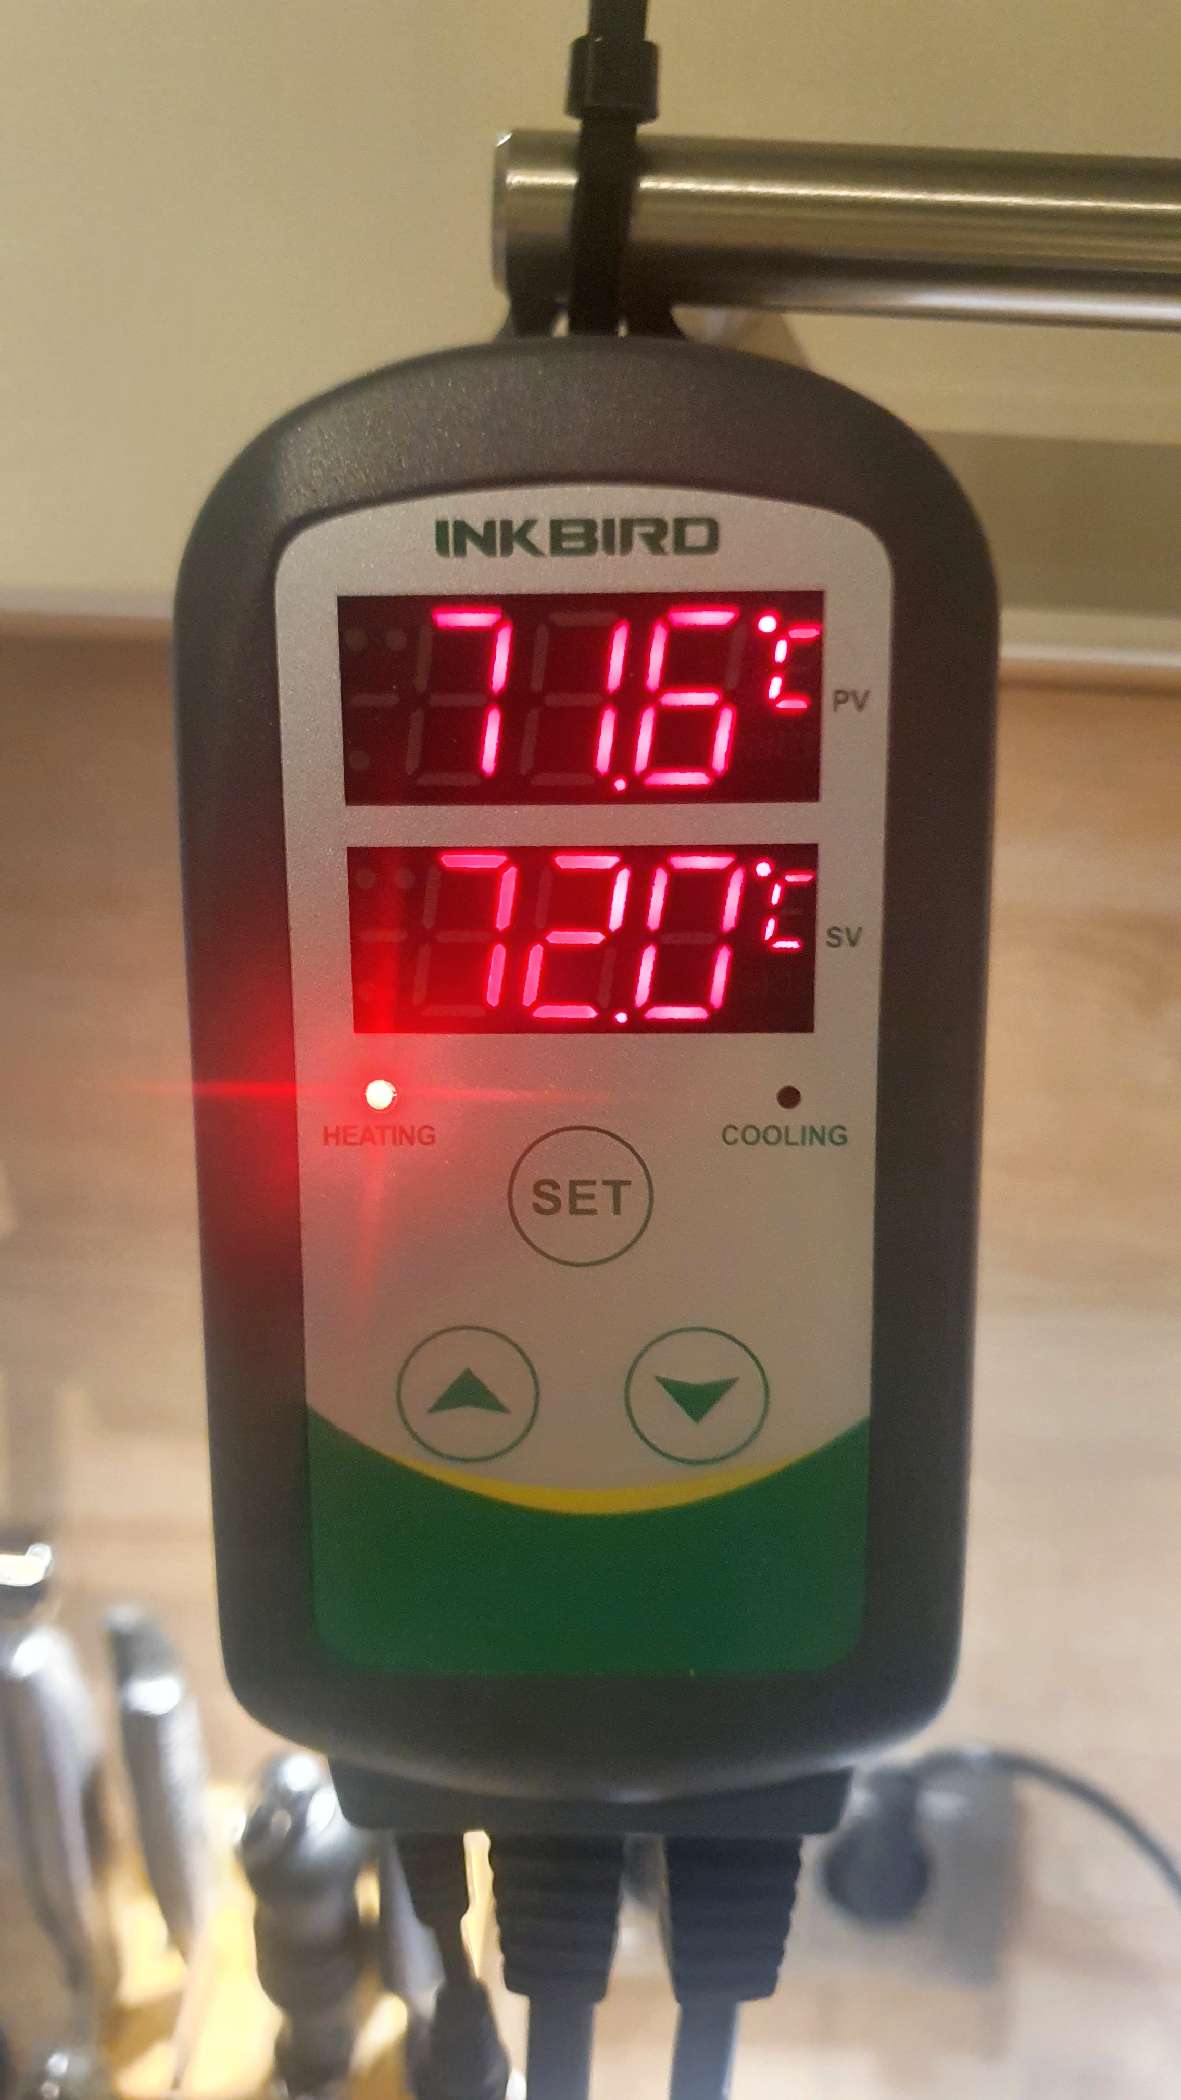 INKBIRD
71.6 °C PV
72.0 °C SV
HEATING COOLING
SET